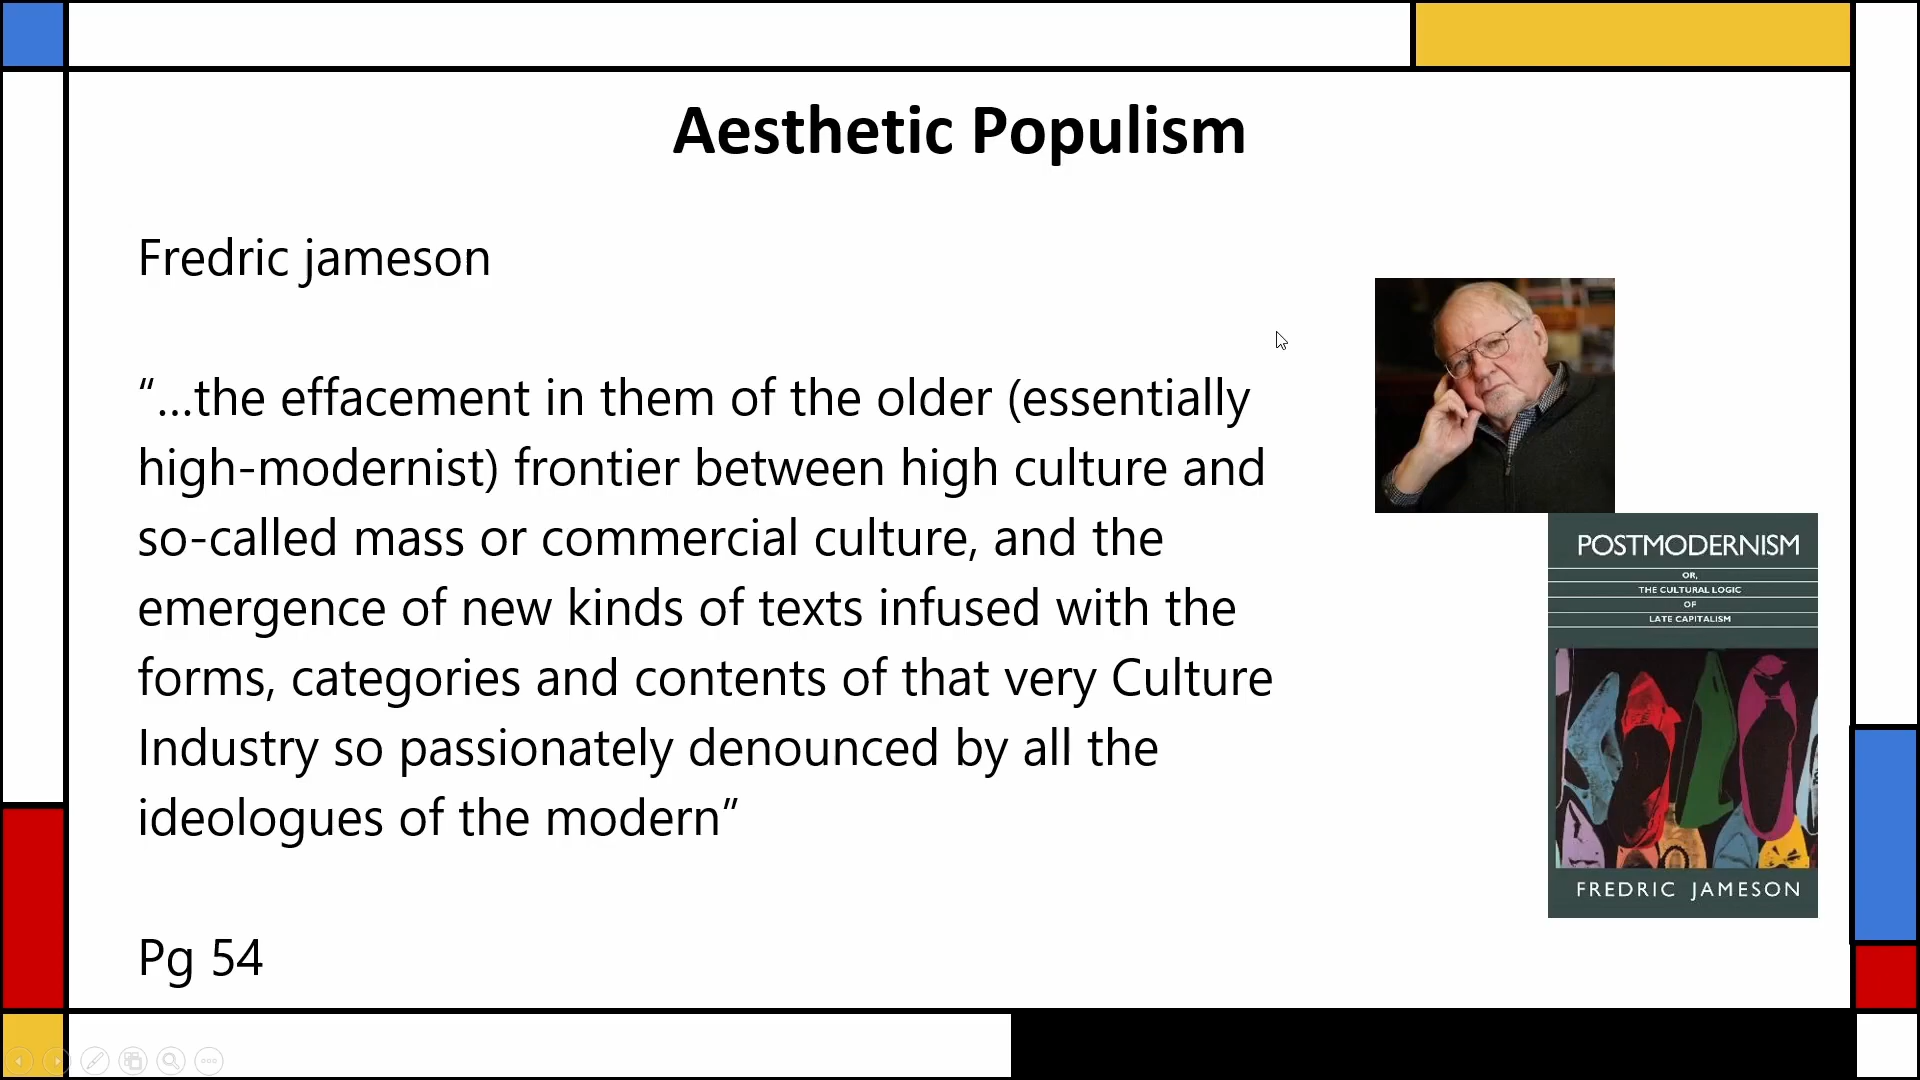 Aesthetic Populism
Fredric jameson
“...the effacement in them of the older (essentially
high-modernist) frontier between high culture and
so-called mass or commercial culture, and the
emergence of new kinds of texts infused with the
forms, categories and contents of that very Culture
Industry so passionately denounced by all the
ideologues of the modern”
Pg 54
POSTMODERNISM
OR,
THE CULTURAL LOGIC
OF
LATE CAPITALISM
FREDRIC JAMESON